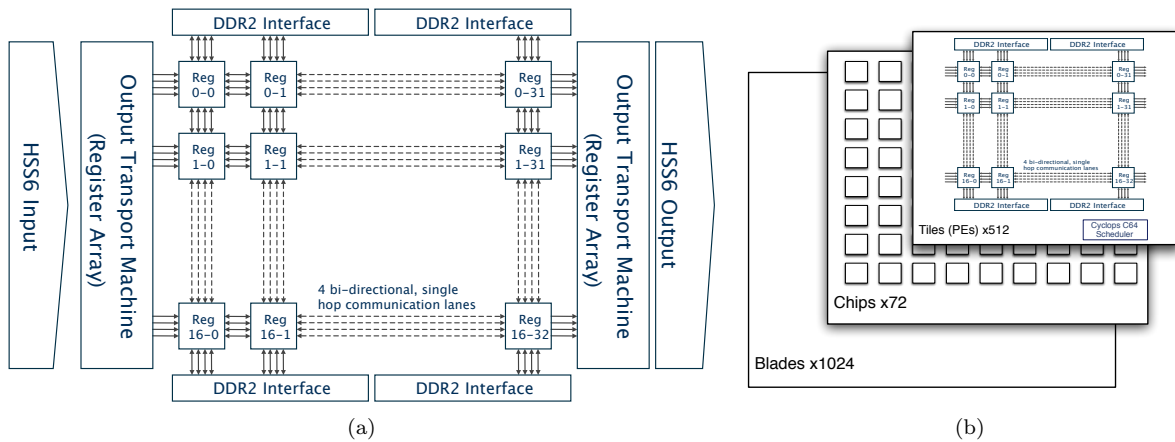 DDR2 Interface
DDR2 Interface
HSS6 Input
Output Transport Machine
(Register Array)
Reg
0-0
Reg
0-1
Reg
0-31
Reg
1-0
Reg
1-1
Reg
1-31
4 bi-directional, single
hop communication lanes
Reg
16-0
Reg
16-1
Reg
16-32
Output Transport Machine
(Register Array)
HSS6 Output
DDR2 Interface
DDR2 Interface
(a)
DDR2 Interface
DDR2 Interface
Reg
0-0
Reg
0-1
Reg
0-31
Reg
1-0
Reg
1-1
Reg
1-31
4 bi-directional, single
hop communication lanes
Reg
16-0
Reg
16-1
Reg
16-32
DDR2 Interface
DDR2 Interface
Tiles (PEs) x512
Cyclops C64
Scheduler
Chips x72
Blades x1024
(b)